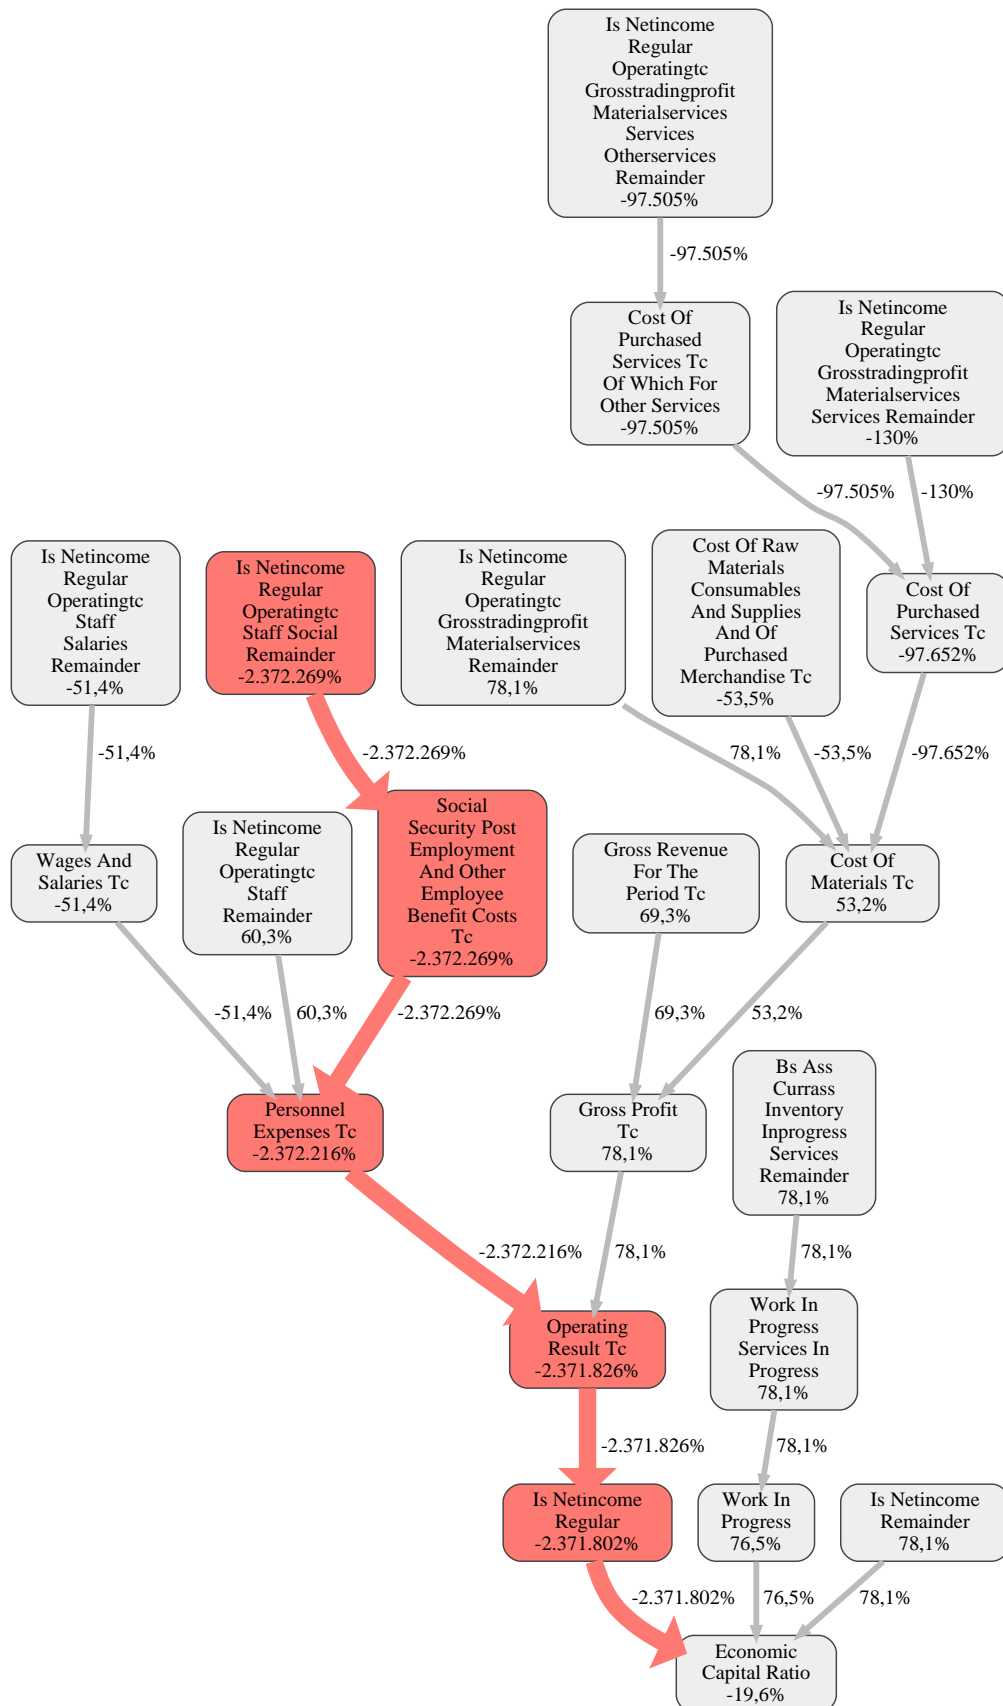 Is Netincome
Regular
Operatingtc
Grosstradingprofit
Materialservices
Services
Otherservices
Remainder
-97.505%
-97.505%
Cost Of
Purchased
Services Tc
Of Which For
Other Services
-97.505%
Is Netincome
Regular
Operatingtc
Grosstradingprofit
Materialservices
Services Remainder
-130%
-97.505%
-130%
Is Netincome
Regular
Operatingtc
Staff
Salaries
Remainder
-51,4%
Is Netincome
Regular
Operatingtc
Staff Social
Remainder
-2.372.269%
Is Netincome
Regular
Operatingtc
Grosstradingprofit
Materialservices
Remainder
78,1%
Cost Of Raw
Materials
Consumables
And Supplies
And Of
Purchased
Merchandise Tc
-53,5%
Cost Of
Purchased
Services Tc
-97.652%
-51,4%
-2.372.269%
78,1%
-53,5%
-97.652%
Wages And
Salaries Tc
-51,4%
Is Netincome
Regular
Operatingtc
Staff
Remainder
60,3%
Social
Security Post
Employment
And Other
Employee
Benefit Costs
Tc
-2.372.269%
Gross Revenue
For The
Period Tc
69,3%
Cost Of
Materials Tc
53,2%
-51,4%
60,3%
-2.372.269%
69,3%
53,2%
Personnel
Expenses Tc
-2.372.216%
Gross Profit
Tc
78,1%
Bs Ass
Currass
Inventory
Inprogress
Services
Remainder
78,1%
-2.372.216%
78,1%
78,1%
Operating
Result Tc
-2.371.826%
Work In
Progress
Services In
Progress
78,1%
-2.371.826%
78,1%
Is Netincome
Regular
-2.371.802%
Work In
Progress
76,5%
Is Netincome
Remainder
78,1%
-2.371.802%
76,5%
78,1%
Economic
Capital Ratio
-19,6%